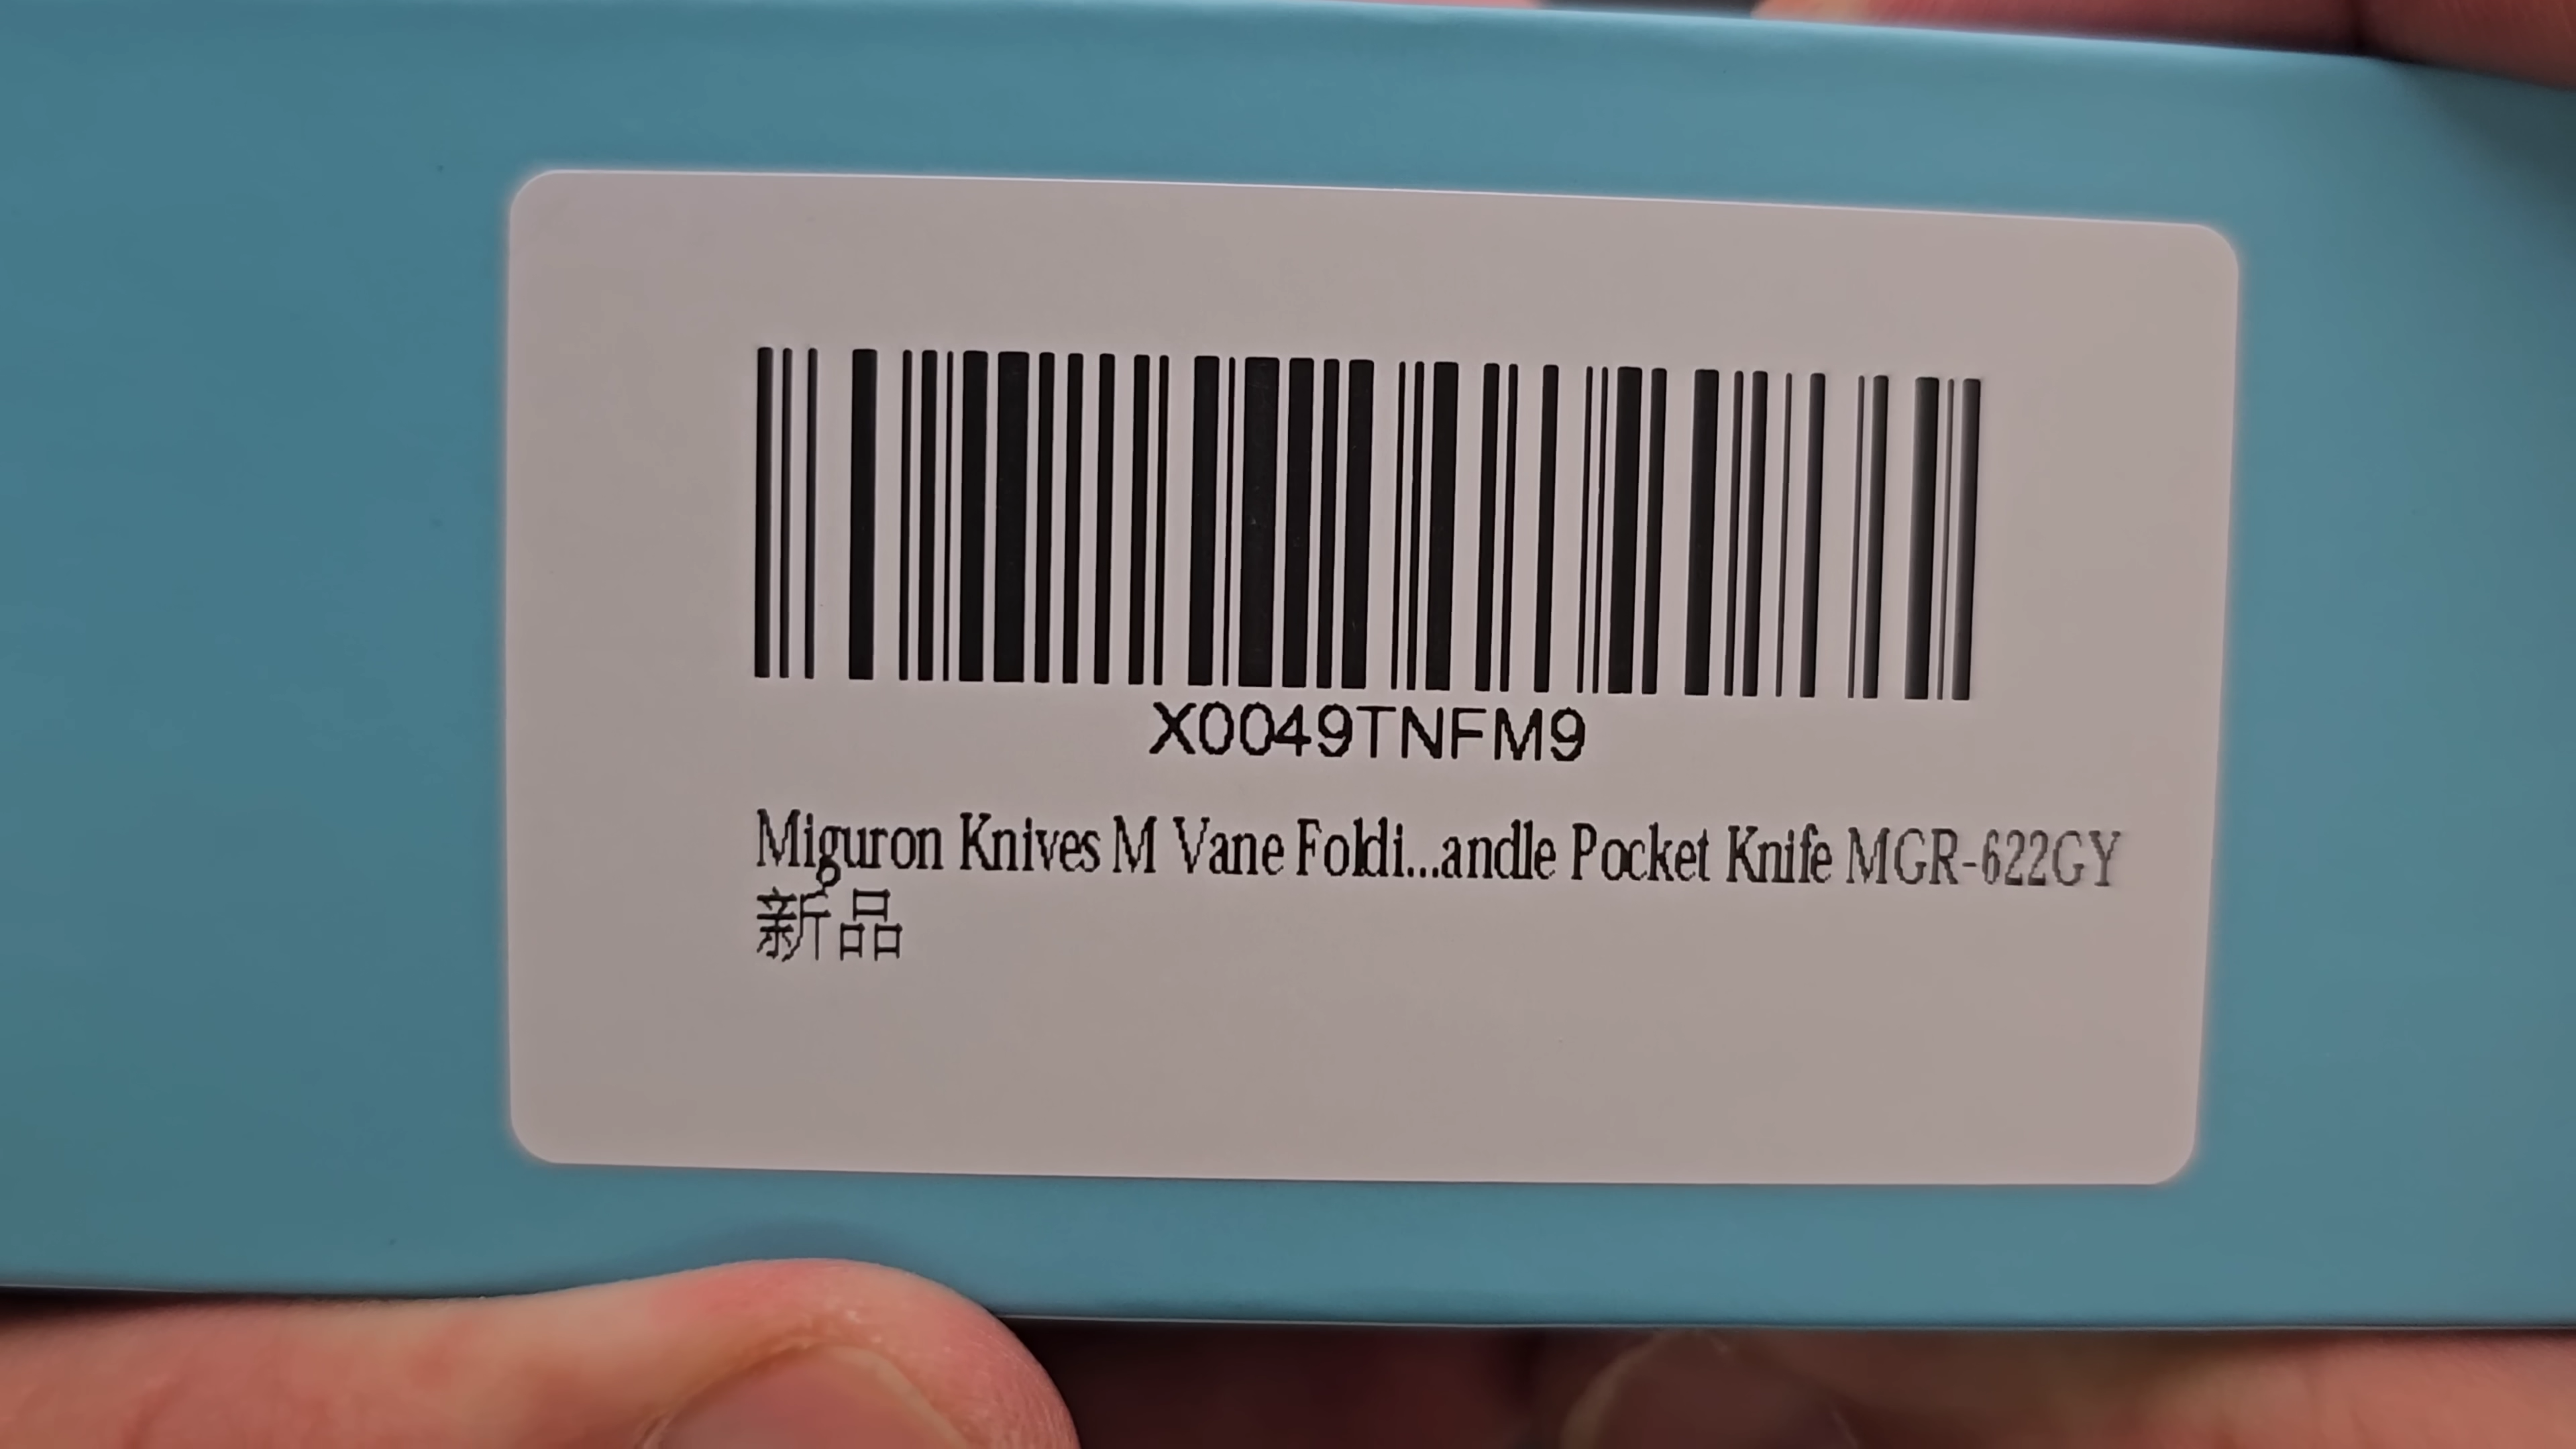 X0049TNFM9
Miguron Knives M Vane Foldi...andle Pocket Knife MGR-622GY
新品